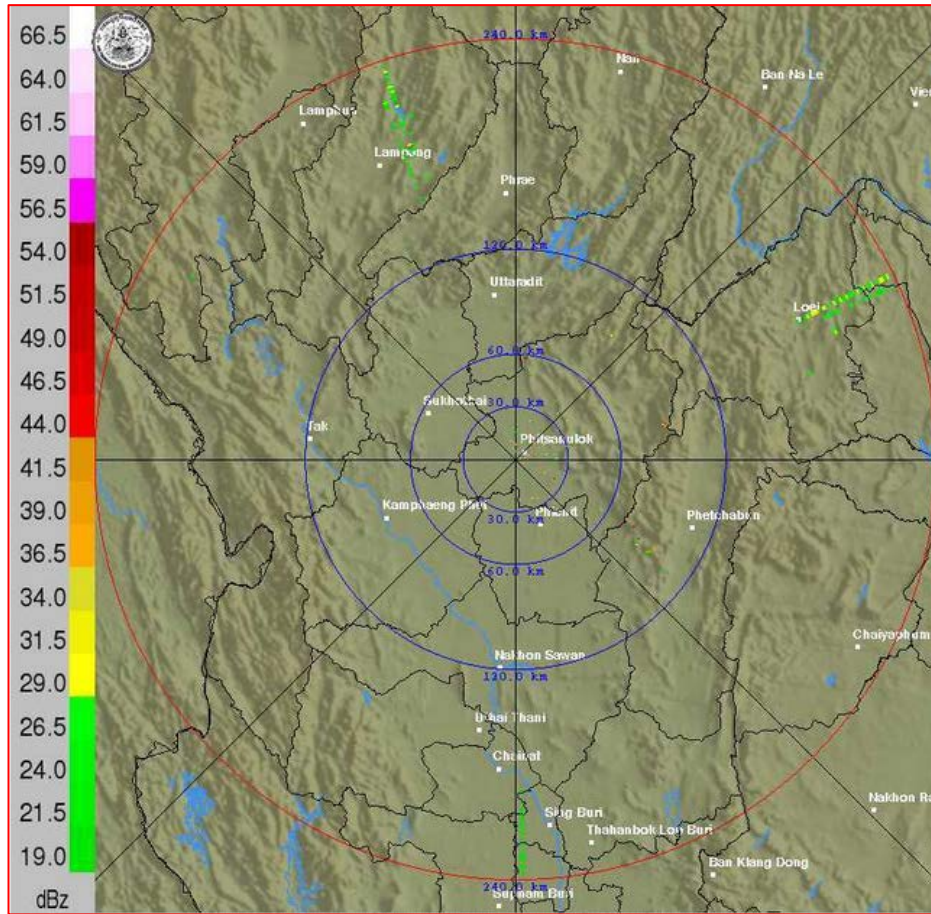 66.5
64.0
61.5
59.0
56.5
54.0
51.5
49.0
46.5
44.0
41.5
39.0
36.5
34.0
31.5
29.0
26.5
24.0
21.5
19.0
dBz
240.0 km
Nan
Ban Na Le
Lamphun
Lampang
Phrae
120.0 km
Uttaradit
Loei
60.0 km
30.0 km
Sukhothai
Tak
Phitsanulok
Kamphaeng Phet
30.0 km
Phichit
Phetchabun
60.0 km
Chaiyaphum
Nakhon Sawan
120.0 km
Uthai Thani
Chainat
Sing Buri
Nakhon Ra
Thahanbok Lop Buri
Ban Klang Dong
240.0 km
Suphan Buri